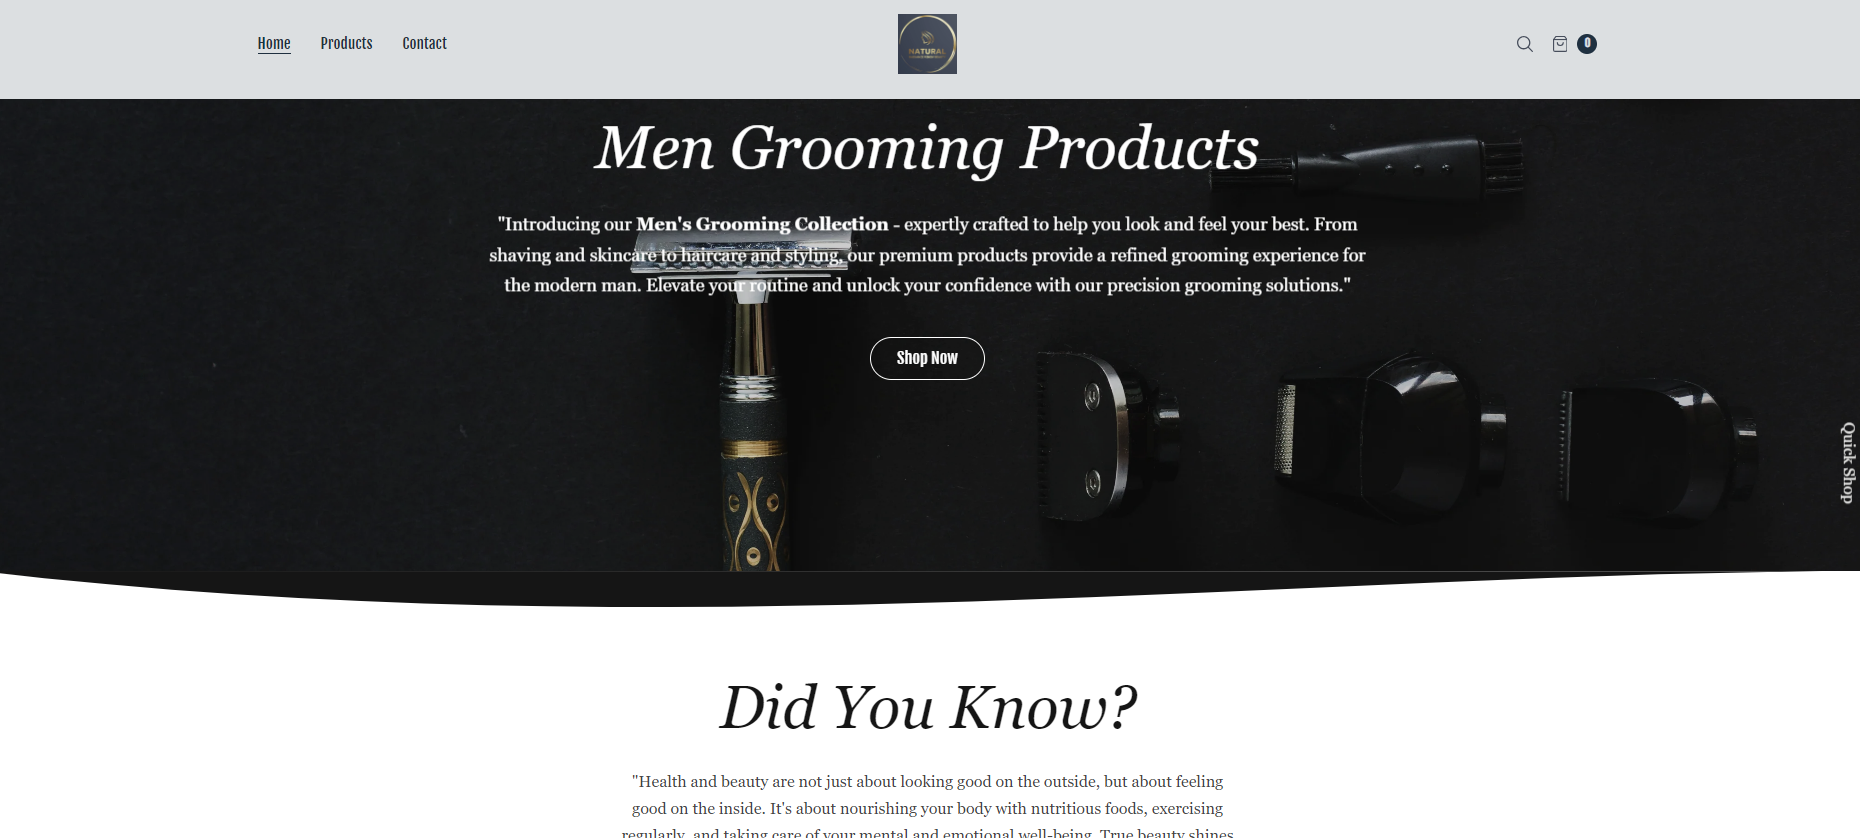 Home
Products
Contact
NATURAL
0
Men Grooming Products
"Introducing our Men's Grooming Collection - expertly crafted to help you look and feel your best. From
shaving and skincare to haircare and styling, our premium products provide a refined grooming experience for
the modern man. Elevate your routine and unlock your confidence with our precision grooming solutions."
Shop Now
Quick Shop
Did You Know?
"Health and beauty are not just about looking good on the outside, but about feeling
good on the inside. It's about nourishing your body with nutritious foods, exercising
regularly, and taking care of your mental and emotional well-being. True beauty shines